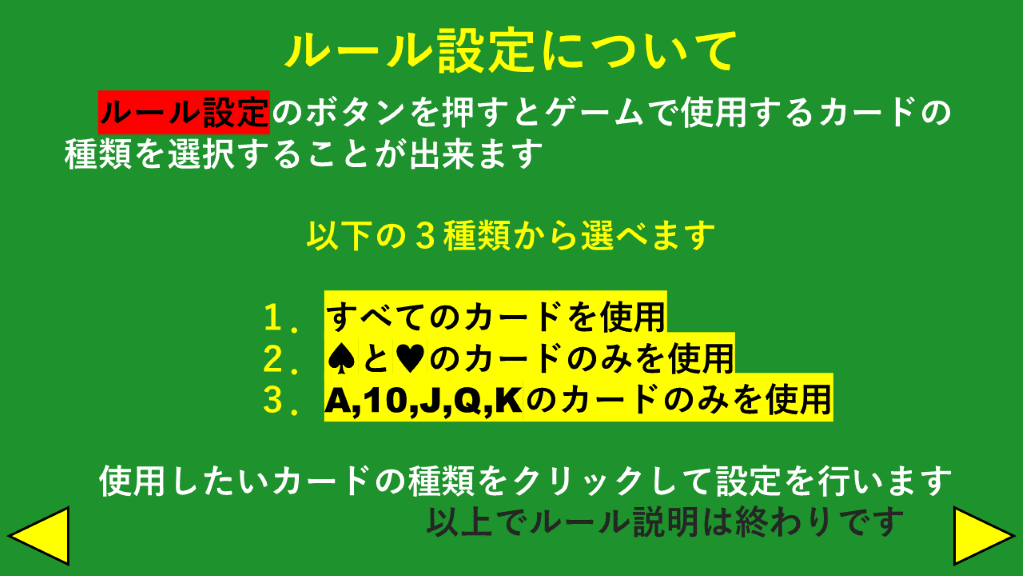 ルール設定について
ルール設定のボタンを押すとゲームで使用するカードの
種類を選択することが出来ます
以下の３種類から選べます
１．すべてのカードを使用
２．♠と♥のカードのみを使用
３．A,10,J,Q,Kのカードのみを使用
使用したいカードの種類をクリックして設定を行います
以上でルール説明は終わりです